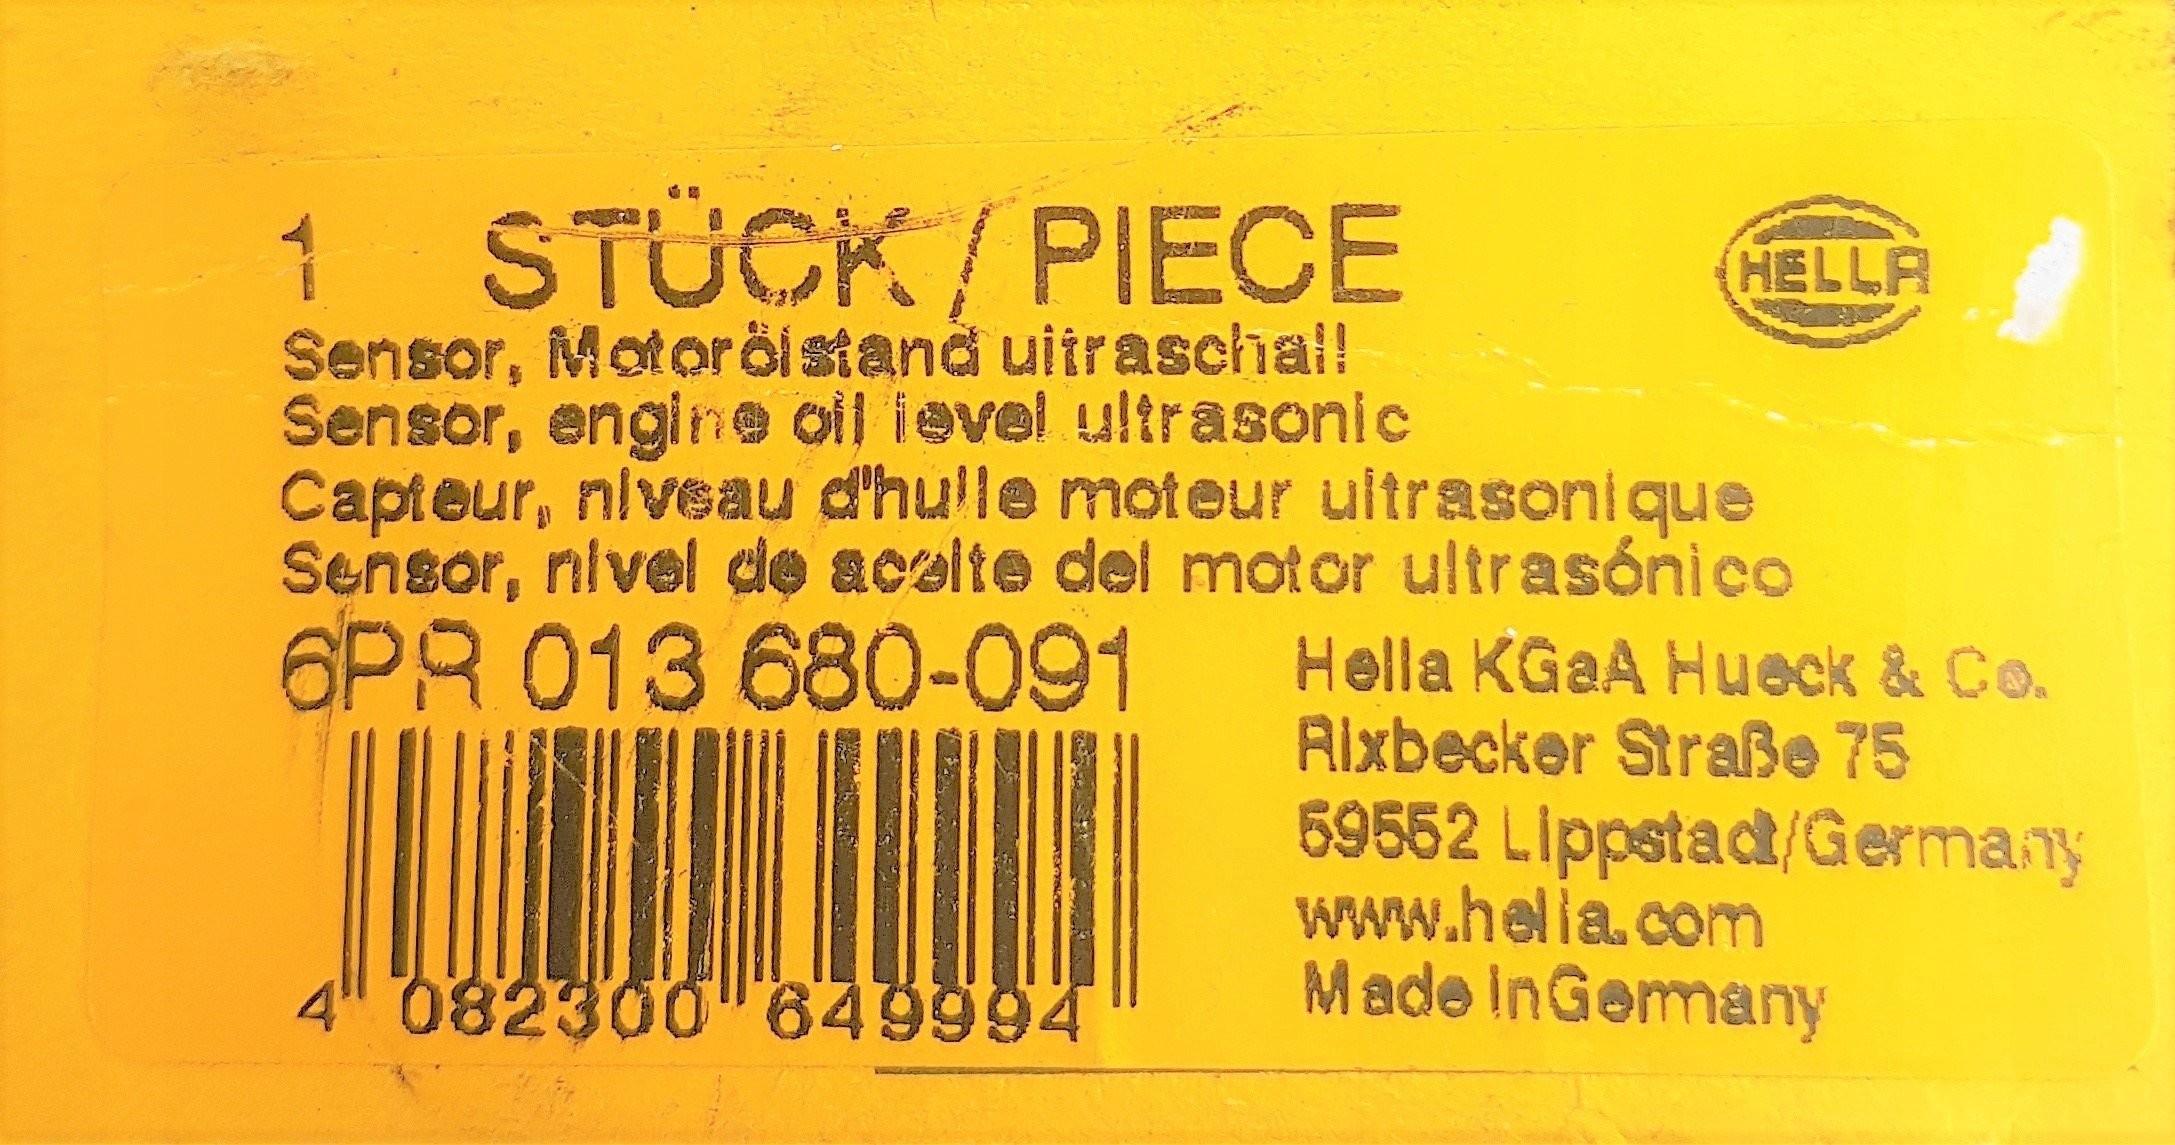 1 STÜCK / PIECE
HELLA
Sensor, Motorölstand ultraschall
Sensor, engine oil level ultrasonic
Capteur, niveau d'huile moteur ultrasonique
Sensor, nivel de aceite del motor ultrasónico
6PR 013 680-091
4 082300 649994
Hella KGaA Hueck & Co.
Rixbecker Straße 75
59552 Lippstadt/Germany
www.hella.com
Made in Germany